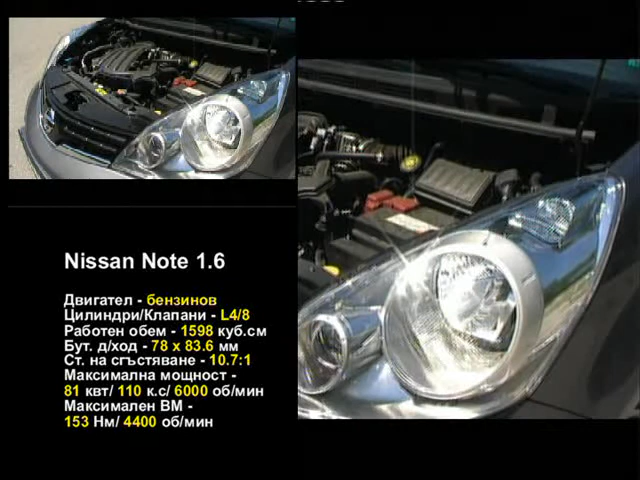 Nissan Note 1.6
Двигател - бензинов
Цилиндри/Клапани - L4/8
Работен обем - 1598 куб.см
Бут. д/ход - 78 x 83.6 мм
Ст. на сгъстяване - 10.7:1
Максимална мощност -
81 квт/ 110 к.с/ 6000 об/мин
Максимален ВМ -
153 Нм/ 4400 об/мин